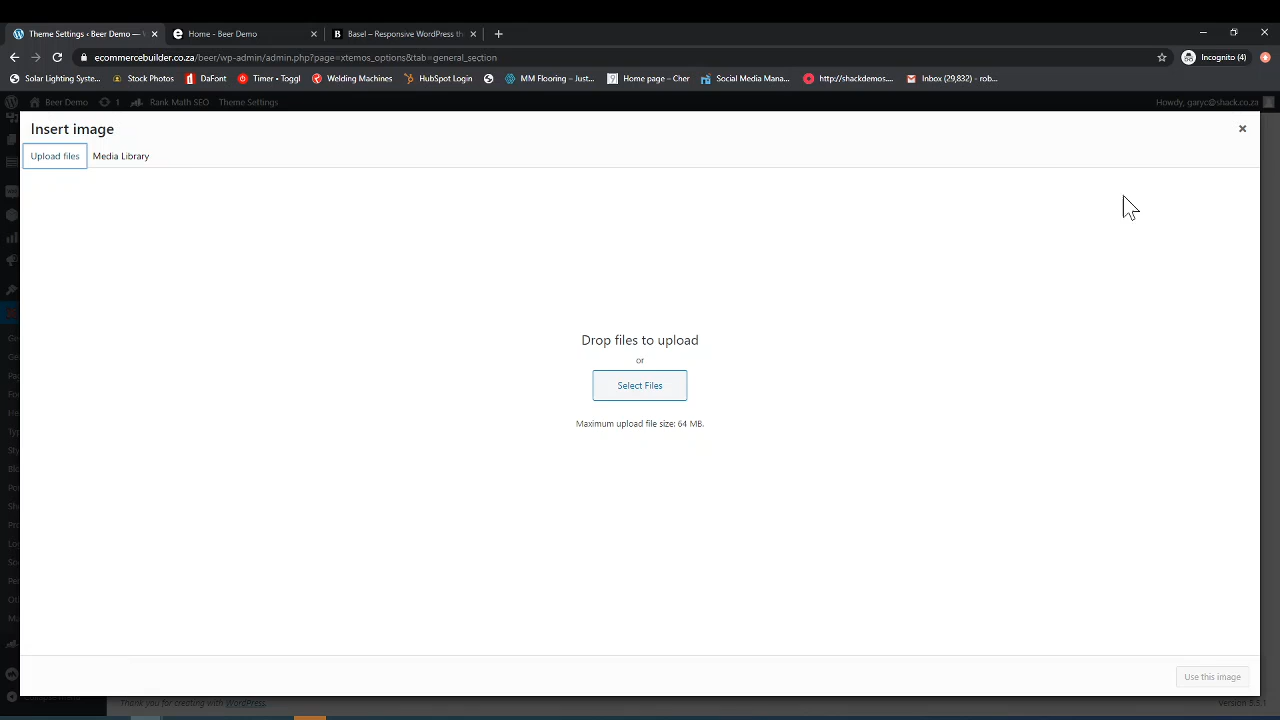 Theme Settings ‹ Beer Demo —
Home - Beer Demo
Basel – Responsive WordPress th
ecommercebuilder.co.za/beer/wp-admin/admin.php?page=xtemos_options&tab=general_section
Incognito (4)
Solar Lighting Syste... Stock Photos DaFont Timer • Toggl Welding Machines HubSpot Login MM Flooring – Just... Home page – Cher Social Media Mana... http://shackdemo-... Inbox (29,832) - rob...
Beer Demo 1 Rank Math SEO Theme Settings Howdy, garyc@shack.co.za
Insert image
Upload files Media Library
Drop files to upload
or
Select Files
Maximum upload file size: 64 MB.
Use this image
Thank you for creating with WordPress.
Version 5.3.1